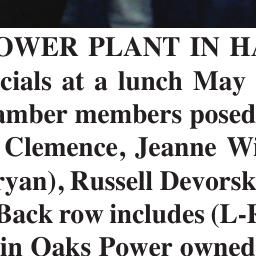 OWER PLANT IN HA
cials at a lunch May
amber members posed
Clemence, Jeanne Wi
ryan), Russell Devorsk
Back row includes (L-R
in Oaks Power owned